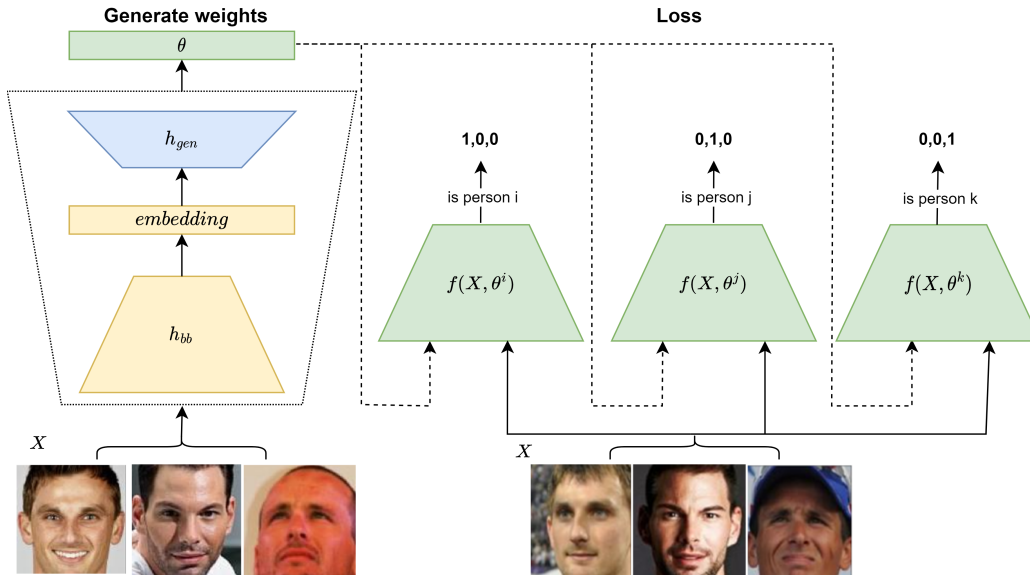 Generate weights
θ
h_gen
embedding
h_bb
X
Loss
1,0,0
0,1,0
0,0,1
is person i
is person j
is person k
f(X, θ^i)
f(X, θ^j)
f(X, θ^k)
X